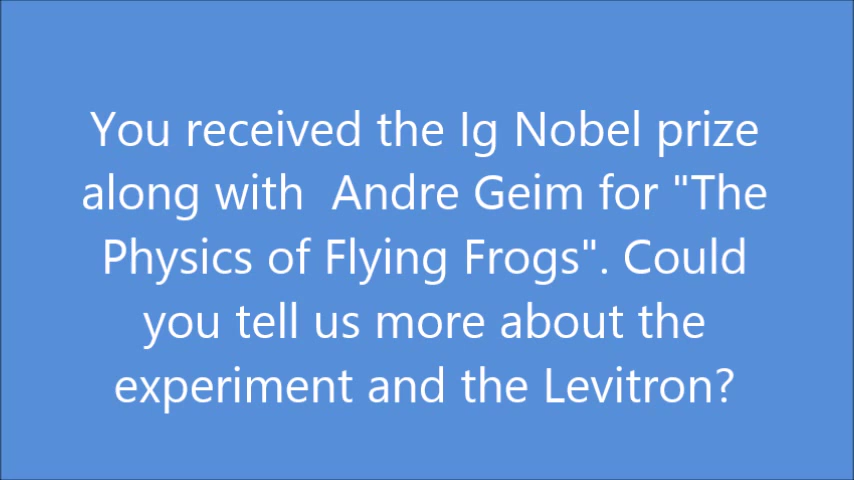 You received the Ig Nobel prize
along with  Andre Geim for "The
Physics of Flying Frogs". Could
you tell us more about the
experiment and the Levitron?